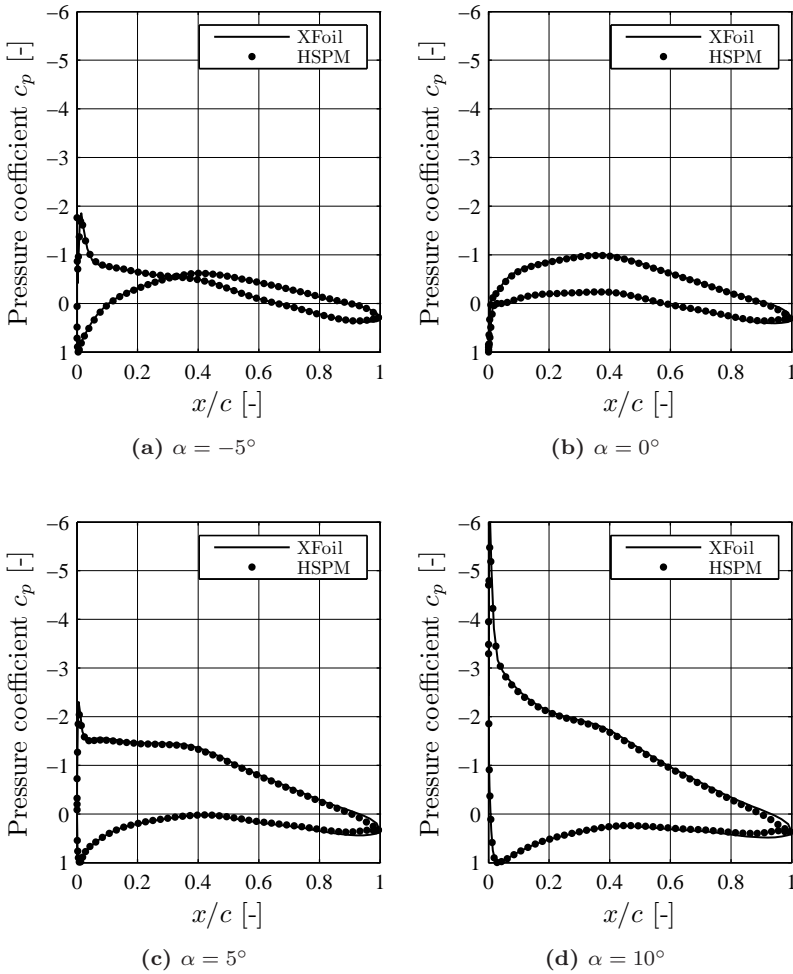 XFoil
HSPM
Pressure coefficient c_p [-]
−6
−5
−4
−3
−2
−1
0
1
0 0.2 0.4 0.6 0.8 1
x/c [-]
(a) α = −5°
XFoil
HSPM
Pressure coefficient c_p [-]
−6
−5
−4
−3
−2
−1
0
1
0 0.2 0.4 0.6 0.8 1
x/c [-]
(b) α = 0°
XFoil
HSPM
Pressure coefficient c_p [-]
−6
−5
−4
−3
−2
−1
0
1
0 0.2 0.4 0.6 0.8 1
x/c [-]
(c) α = 5°
XFoil
HSPM
Pressure coefficient c_p [-]
−6
−5
−4
−3
−2
−1
0
1
0 0.2 0.4 0.6 0.8 1
x/c [-]
(d) α = 10°